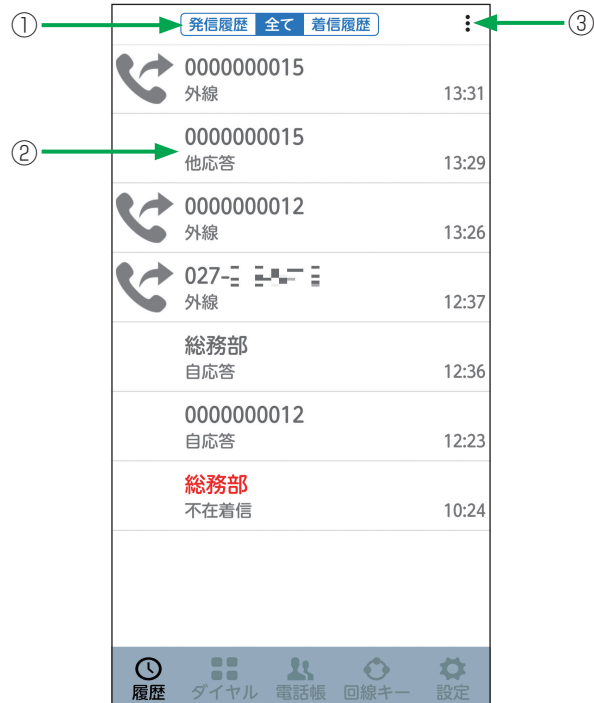 ① 発信履歴 全て 着信履歴 ③
0000000015
外線 13:31
② 0000000015
他応答 13:29
0000000012
外線 13:26
027-
外線 12:37
総務部
自応答 12:36
0000000012
自応答 12:23
総務部
不在着信 10:24
履歴 ダイヤル 電話帳 回線キー 設定